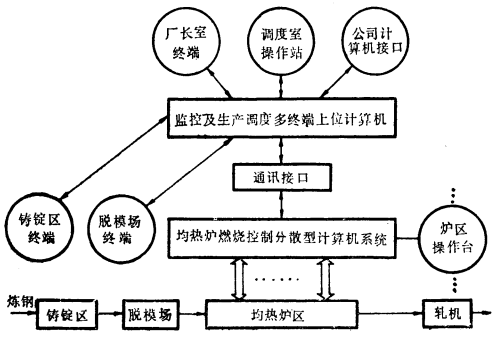 厂长室
终端
调度室
操作站
公司计
算机接口
监控及生产调度多终端上位计算机
通讯接口
铸锭区
终端
脱模场
终端
均热炉燃烧控制分散型计算机系统
炉区
操作台
炼钢
铸锭区
脱模场
均热炉区
轧机